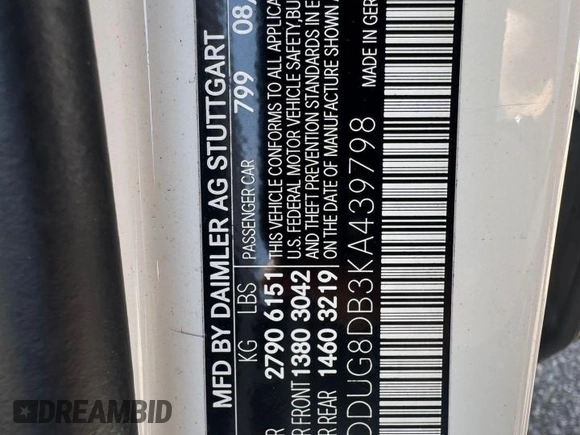 MFD BY DAIMLER AG STUTTGART
KG LBS PASSENGER CAR 799 08/
2790 6151 THIS VEHICLE CONFORMS TO ALL APPLICA
1380 3042 U.S. FEDERAL MOTOR VEHICLE SAFETY,BU
FRONT AND THEFT PREVENTION STANDARDS IN E
REAR 1460 3219 ON THE DATE OF MANUFACTURE SHOWN
DUG8DB3KA439798 MADE IN GER
DREAMBID